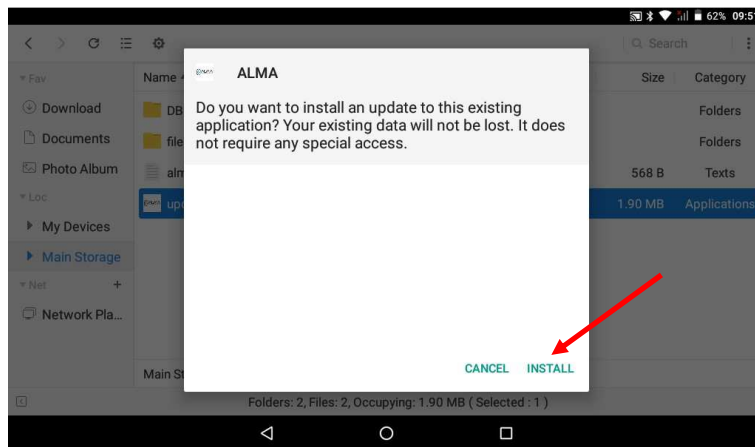 62% 09:5
Search
Fav
Name
Size
Category
Download
DB
Folders
Documents
file
Folders
Photo Album
568 B
Texts
Loc
1.90 MB
Applications
My Devices
Main Storage
Net
+
Network Pla...
Main St
Folders: 2, Files: 2, Occupying: 1.90 MB ( Selected : 1 )
ALMA
Do you want to install an update to this existing
application? Your existing data will not be lost. It does
not require any special access.
CANCEL INSTALL